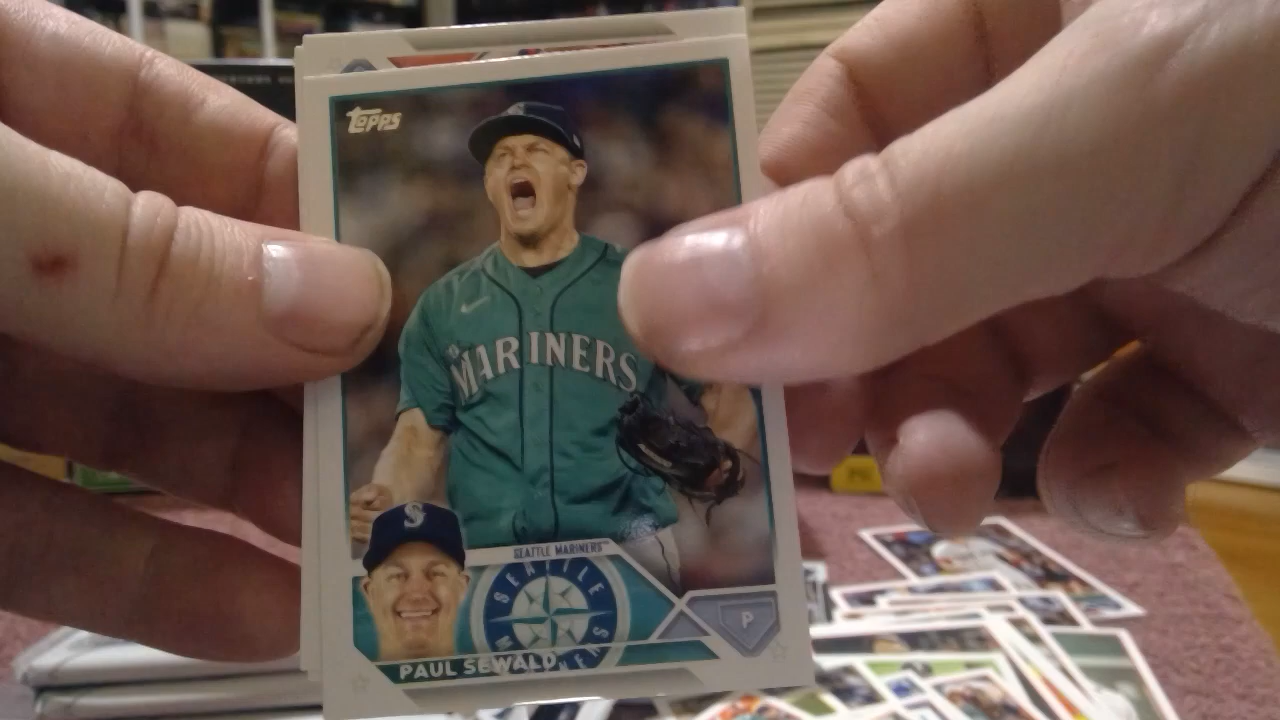 Topps
MARINERS
S
SEATTLE MARINERS
SEATTLE
P
PAUL SEWALD